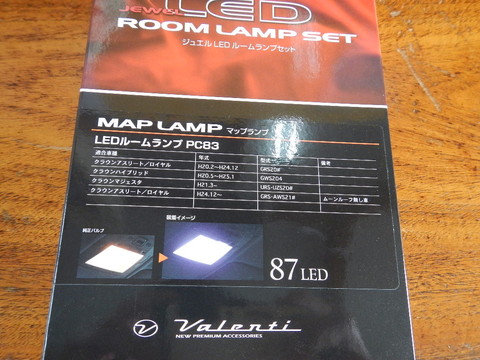 LED
JEWEL
ROOM LAMP SET
ジュエル LED ルームランプセット
MAP LAMP マップランプ
LEDルームランプ PC83
適合車種 年式 型式 備考
クラウンアスリート／ロイヤル H20.2～H24.12 GRS20#
クラウンハイブリッド H20.5～H25.1 GWS204
クラウンマジェスタ H21.3～ URS-UZS20#
クラウンアスリート／ロイヤル H24.12～ GRS-AWS21# ムーンルーフ無し車
純正バルブ 装着イメージ
87 LED
Valenti
NEW PREMIUM ACCESSORIES